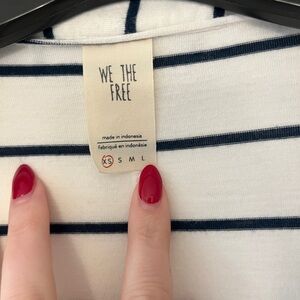 WE THE
FREE
made in indonesia
fabriqué en indonésie
XS S M L